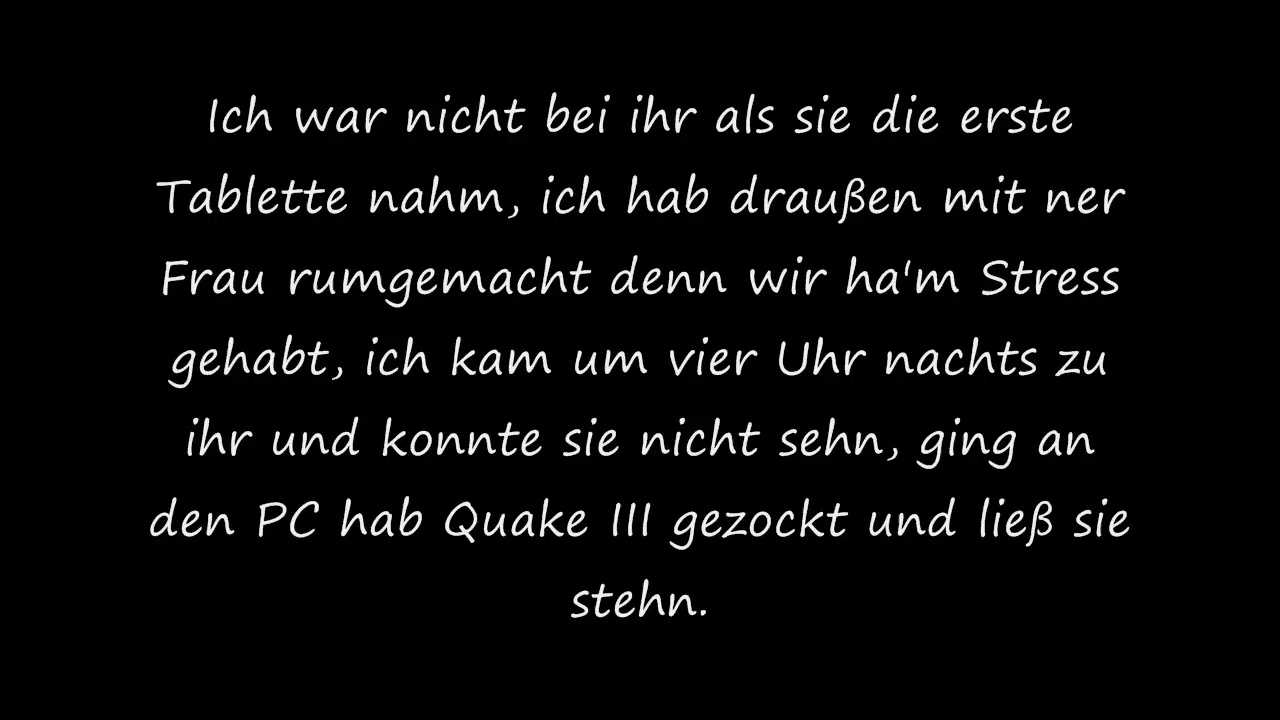 Ich war nicht bei ihr als sie die erste
Tablette nahm, ich hab draußen mit ner
Frau rumgemacht denn wir ha'm Stress
gehabt, ich kam um vier Uhr nachts zu
ihr und konnte sie nicht sehn, ging an
den PC hab Quake III gezockt und ließ sie
stehn.